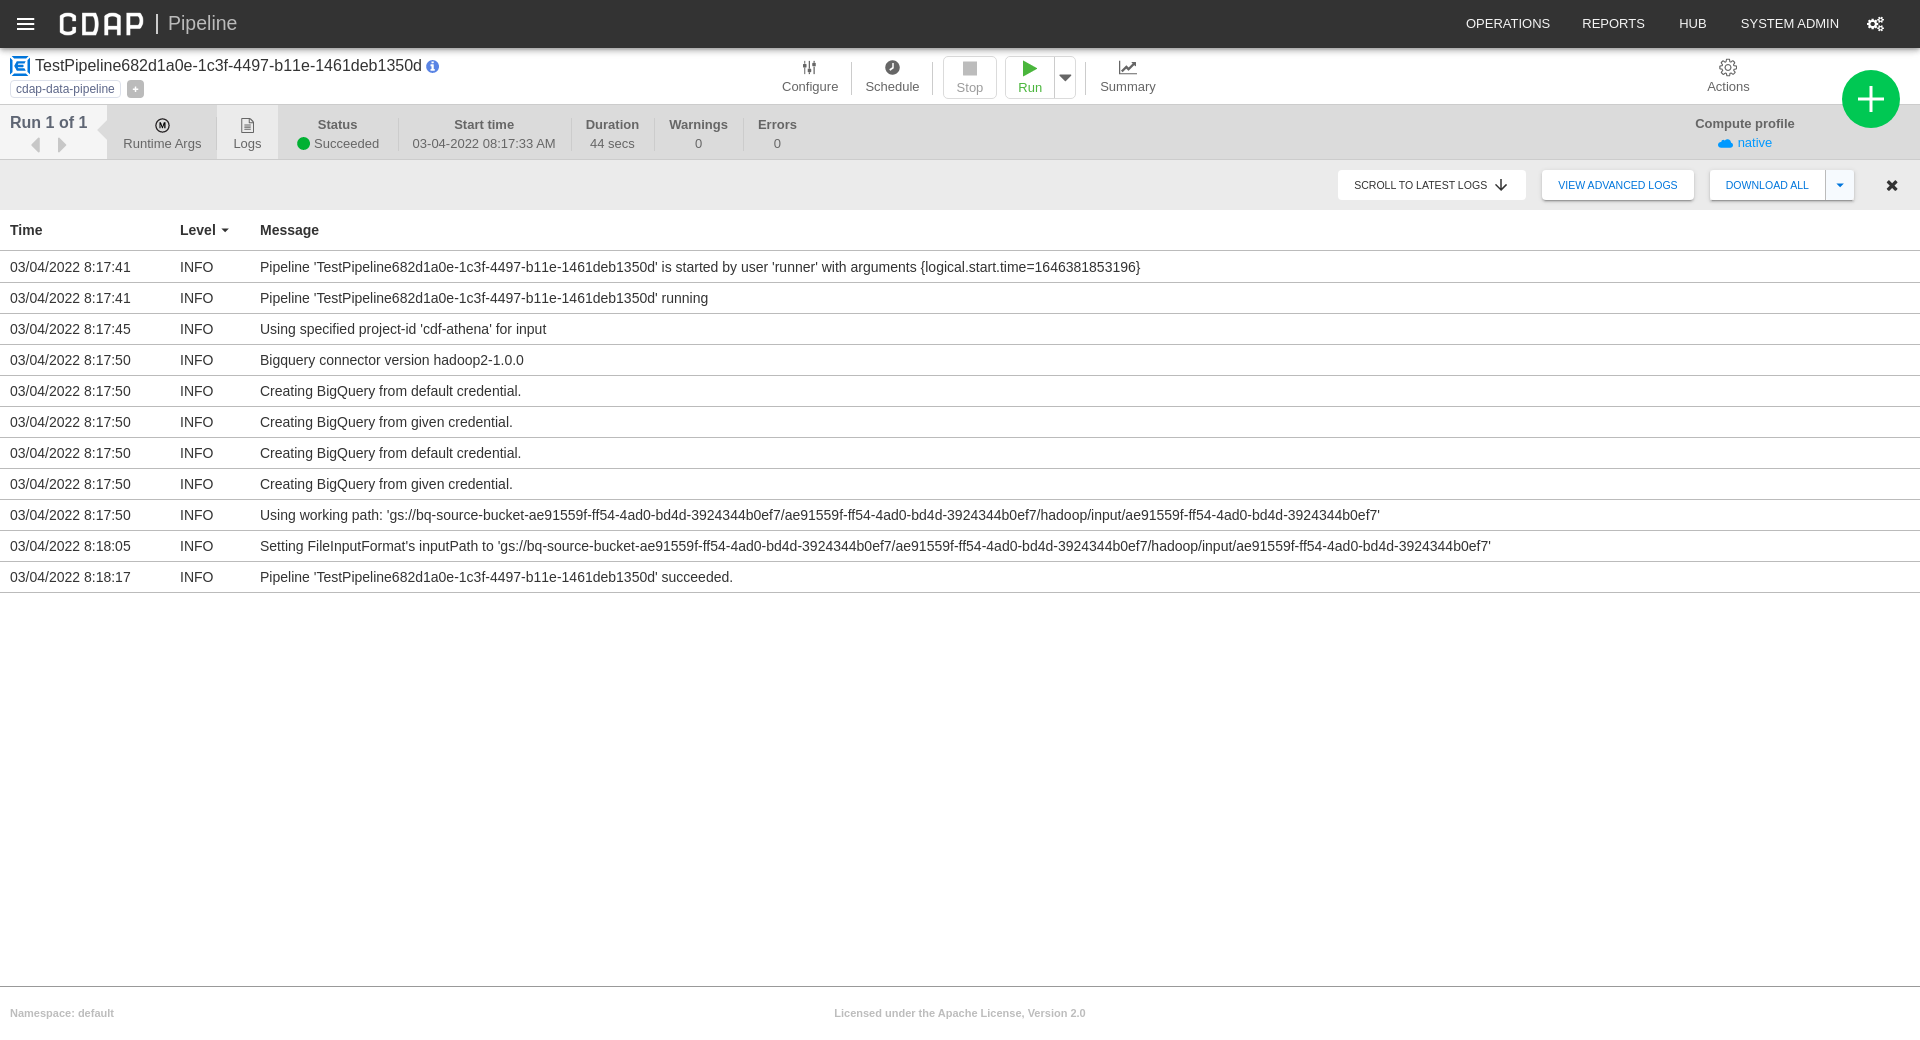 CDAP | Pipeline OPERATIONS REPORTS HUB SYSTEM ADMIN
TestPipeline682d1a0e-1c3f-4497-b11e-1461deb1350d
cdap-data-pipeline +
Configure Schedule Stop Run Summary Actions
Run 1 of 1
Runtime Args
Logs
Status
Succeeded
Start time
03-04-2022 08:17:33 AM
Duration
44 secs
Warnings
0
Errors
0
Compute profile
native
SCROLL TO LATEST LOGS VIEW ADVANCED LOGS DOWNLOAD ALL
Time Level Message
03/04/2022 8:17:41 INFO Pipeline 'TestPipeline682d1a0e-1c3f-4497-b11e-1461deb1350d' is started by user 'runner' with arguments {logical.start.time=1646381853196}
03/04/2022 8:17:41 INFO Pipeline 'TestPipeline682d1a0e-1c3f-4497-b11e-1461deb1350d' running
03/04/2022 8:17:45 INFO Using specified project-id 'cdf-athena' for input
03/04/2022 8:17:50 INFO Bigquery connector version hadoop2-1.0.0
03/04/2022 8:17:50 INFO Creating BigQuery from default credential.
03/04/2022 8:17:50 INFO Creating BigQuery from given credential.
03/04/2022 8:17:50 INFO Creating BigQuery from default credential.
03/04/2022 8:17:50 INFO Creating BigQuery from given credential.
03/04/2022 8:17:50 INFO Using working path: 'gs://bq-source-bucket-ae91559f-ff54-4ad0-bd4d-3924344b0ef7/ae91559f-ff54-4ad0-bd4d-3924344b0ef7/hadoop/input/ae91559f-ff54-4ad0-bd4d-3924344b0ef7'
03/04/2022 8:18:05 INFO Setting FileInputFormat's inputPath to 'gs://bq-source-bucket-ae91559f-ff54-4ad0-bd4d-3924344b0ef7/ae91559f-ff54-4ad0-bd4d-3924344b0ef7/hadoop/input/ae91559f-ff54-4ad0-bd4d-3924344b0ef7'
03/04/2022 8:18:17 INFO Pipeline 'TestPipeline682d1a0e-1c3f-4497-b11e-1461deb1350d' succeeded.
Namespace: default Licensed under the Apache License, Version 2.0